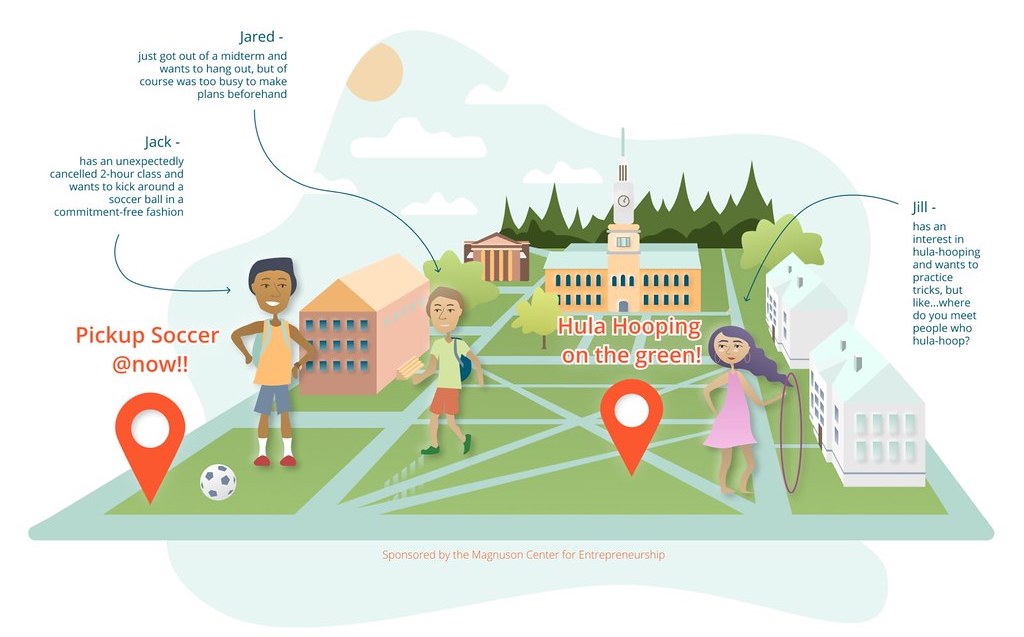 Jared -
just got out of a midterm and
wants to hang out, but of
course was too busy to make
plans beforehand
Jack -
has an unexpectedly
cancelled 2-hour class and
wants to kick around a
soccer ball in a
commitment-free fashion
Jill -
has an
interest in
hula-hooping
and wants to
practice
tricks, but
like...where
do you meet
people who
hula-hoop?
Pickup Soccer
@now!!
Hula Hooping
on the green!
Sponsored by the Magnuson Center for Entrepreneurship